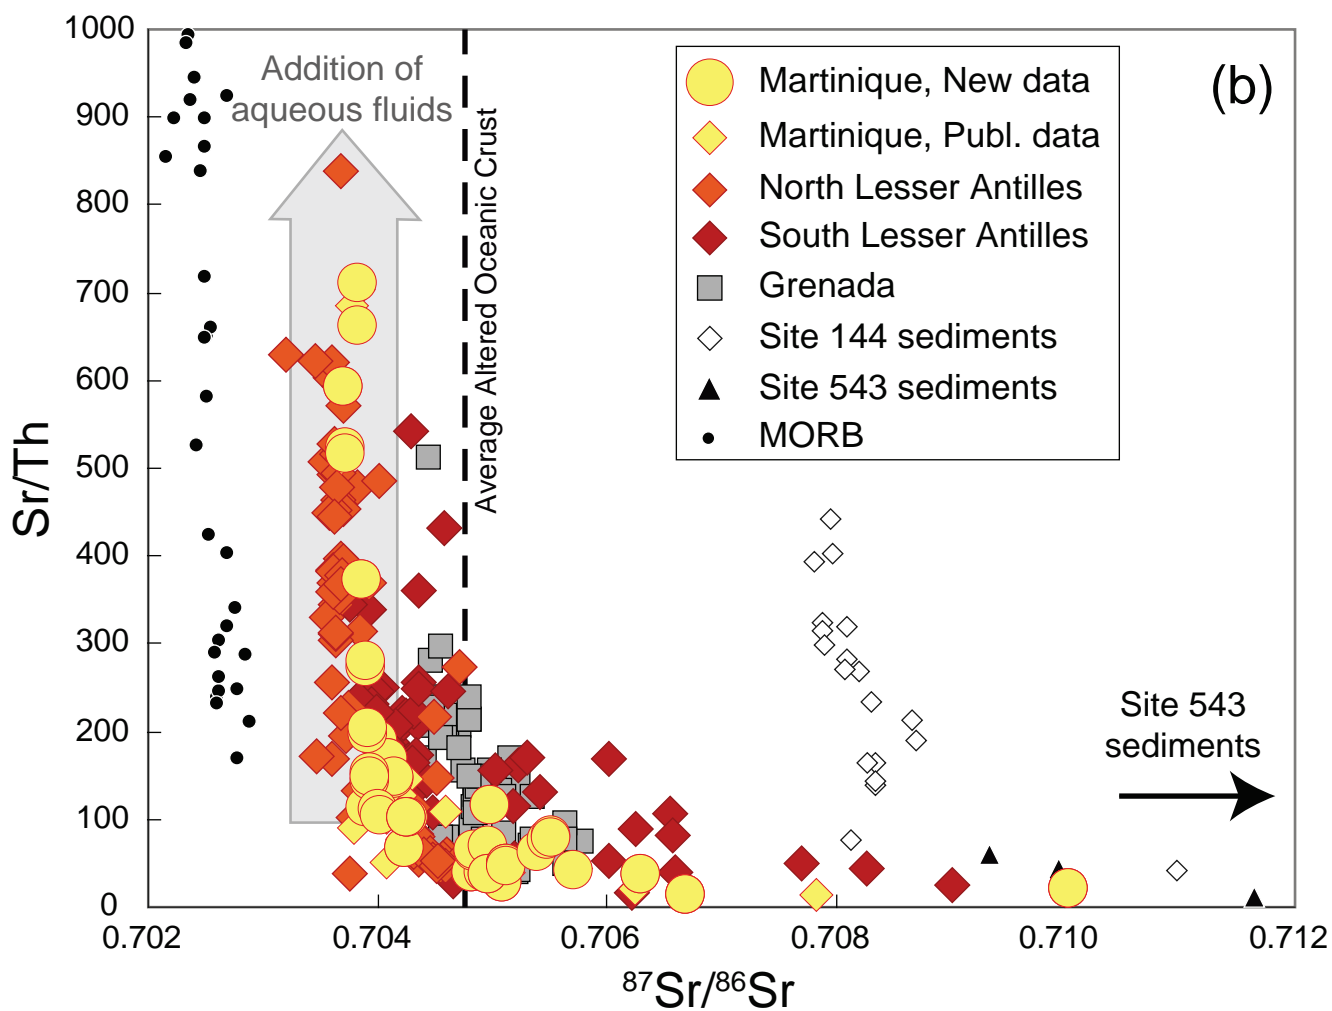 1000
900
800
700
600
500
400
300
200
100
0
Sr/Th
Addition of
aqueous fluids
Average Altered Oceanic Crust
Martinique, New data
Martinique, Publ. data
North Lesser Antilles
South Lesser Antilles
Grenada
Site 144 sediments
Site 543 sediments
MORB
(b)
Site 543
sediments
0.702
0.704
0.706
0.708
0.710
0.712
⁸⁷Sr/⁸⁶Sr